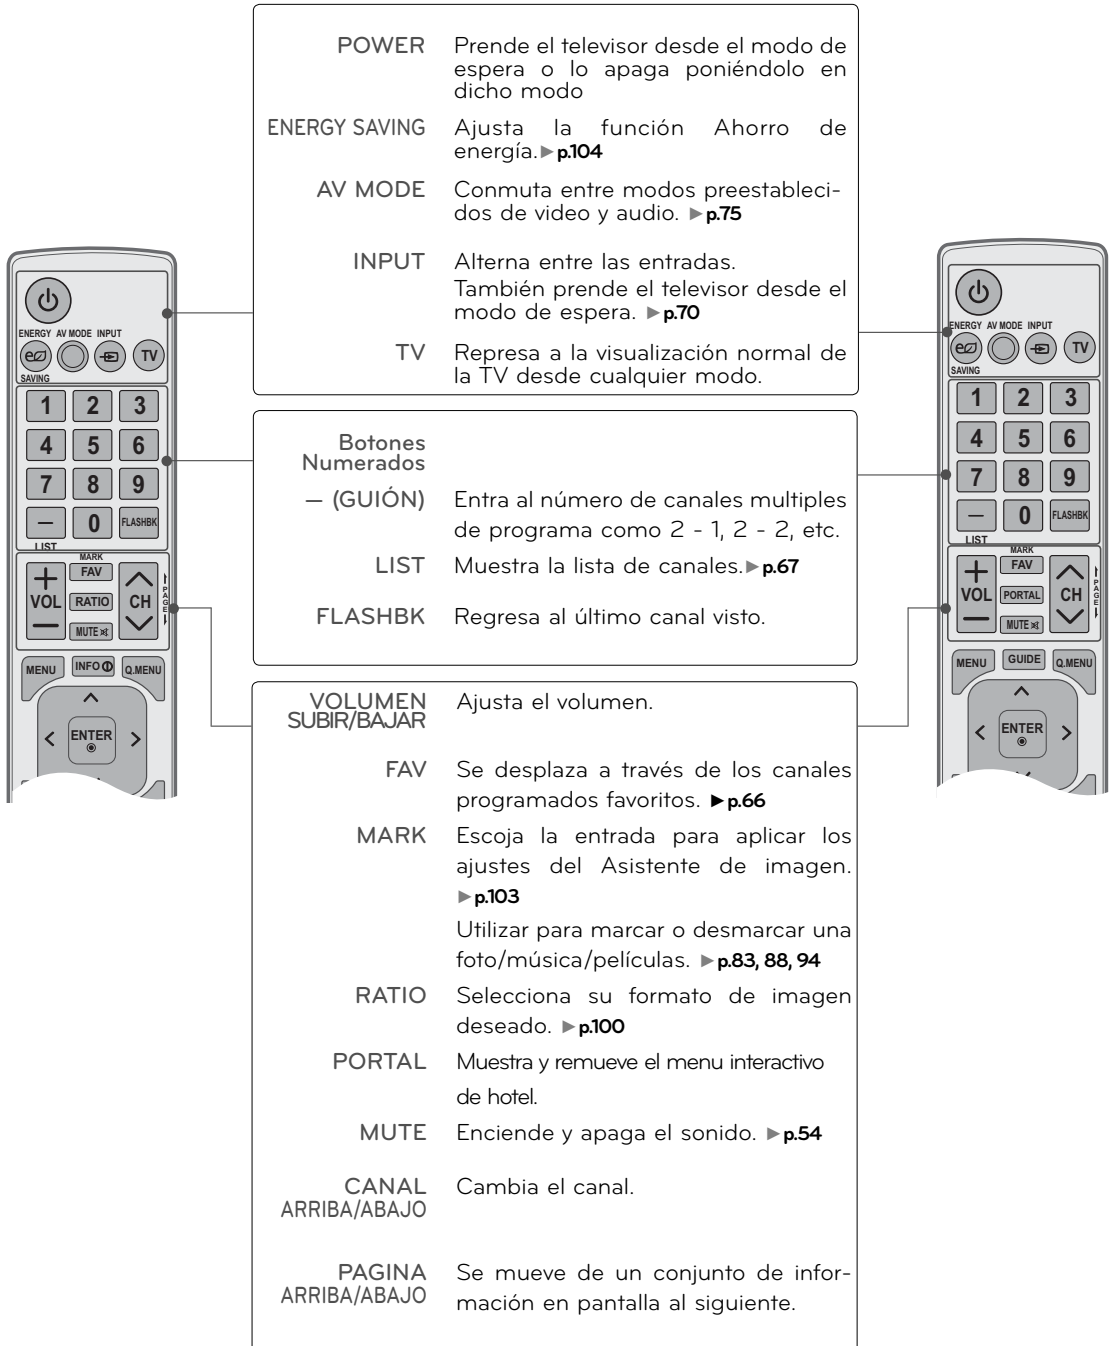 POWER Prende el televisor desde el modo de
espera o lo apaga poniéndolo en
dicho modo
ENERGY SAVING Ajusta la función Ahorro de
energía.►p.104
AV MODE Conmuta entre modos preestableci-
dos de video y audio. ►p.75
INPUT Alterna entre las entradas.
También prende el televisor desde el
modo de espera. ►p.70
TV Represa a la visualización normal de
la TV desde cualquier modo.
Botones
Numerados
— (GUIÓN) Entra al número de canales multiples
de programa como 2 - 1, 2 - 2, etc.
LIST Muestra la lista de canales.►p.67
FLASHBK Regresa al último canal visto.
VOLUMEN
SUBIR/BAJAR Ajusta el volumen.
FAV Se desplaza a través de los canales
programados favoritos. ►p.66
MARK Escoja la entrada para aplicar los
ajustes del Asistente de imagen.
►p.103
Utilizar para marcar o desmarcar una
foto/música/películas. ►p.83, 88, 94
RATIO Selecciona su formato de imagen
deseado. ►p.100
PORTAL Muestra y remueve el menu interactivo
de hotel.
MUTE Enciende y apaga el sonido. ►p.54
CANAL
ARRIBA/ABAJO Cambia el canal.
PAGINA
ARRIBA/ABAJO Se mueve de un conjunto de infor-
mación en pantalla al siguiente.
ENERGY AV MODE INPUT
TV
SAVING
1 2 3
4 5 6
7 8 9
— 0 FLASHBK
LIST
MARK
FAV
VOL RATIO CH
PAGE
MUTE
MENU INFO Q.MENU
ENTER
ENERGY AV MODE INPUT
TV
SAVING
1 2 3
4 5 6
7 8 9
— 0 FLASHBK
LIST
MARK
FAV
VOL PORTAL CH
PAGE
MUTE
MENU GUIDE Q.MENU
ENTER